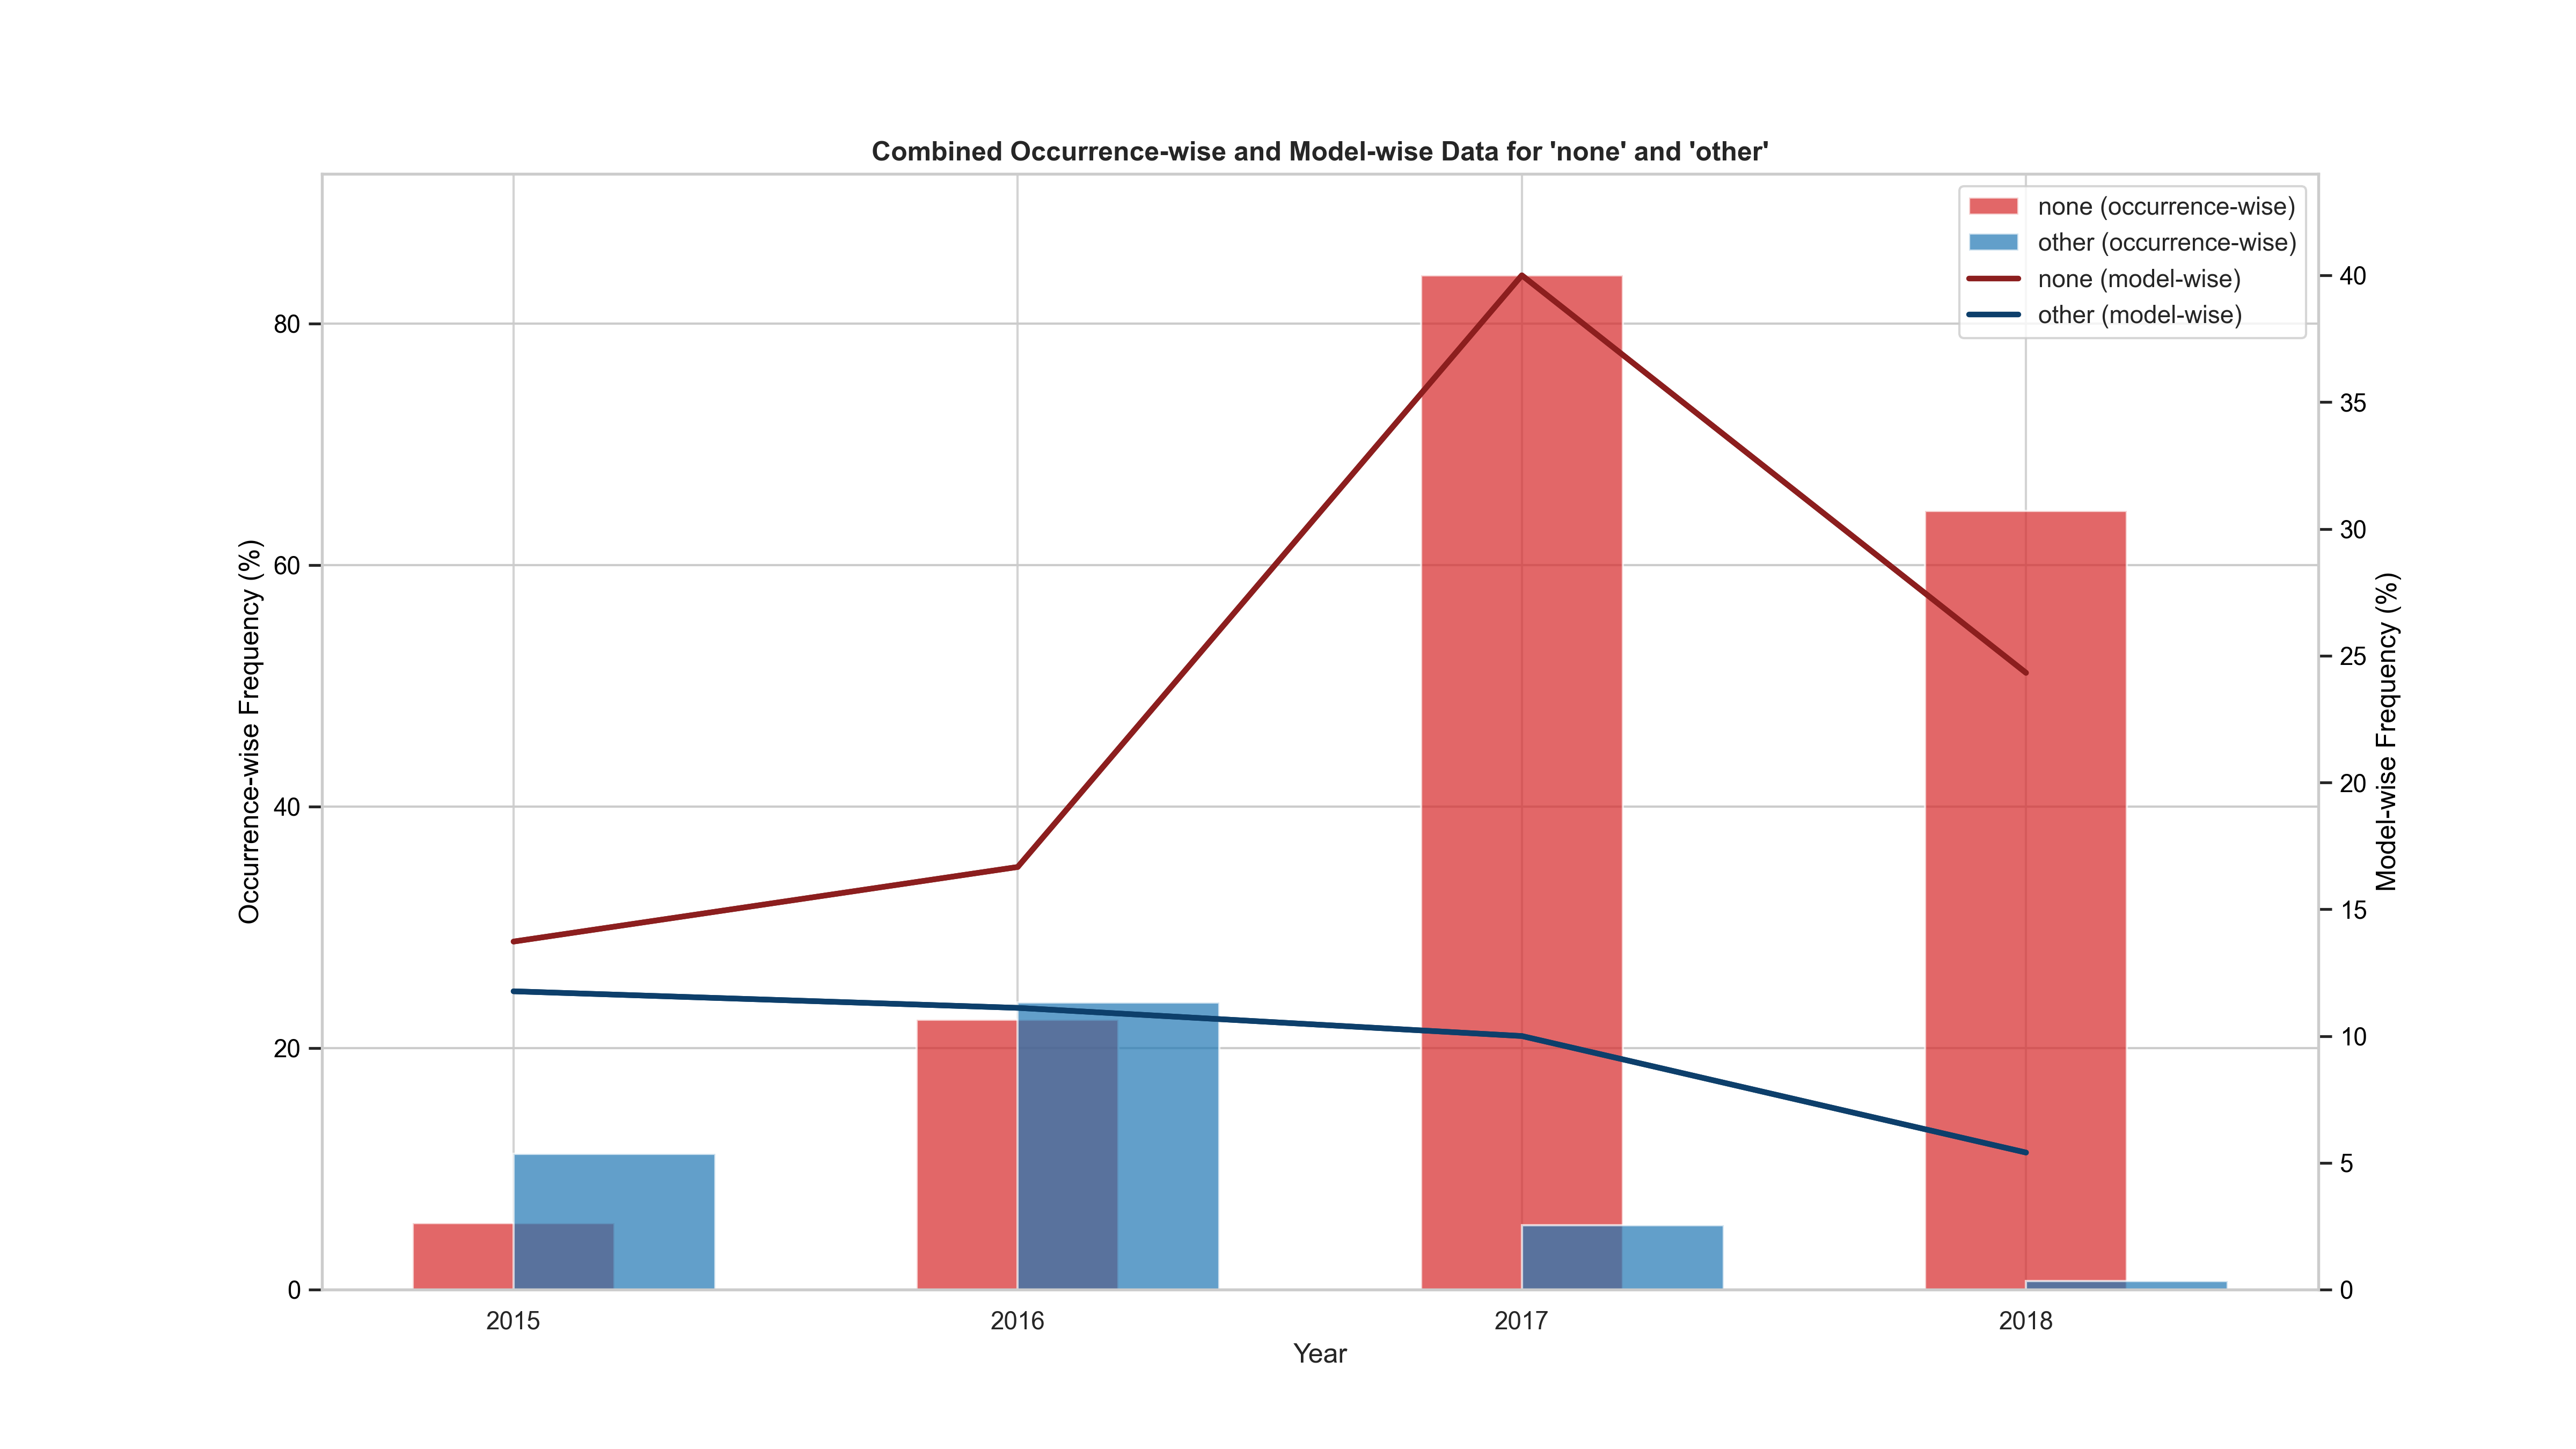 Combined Occurrence-wise and Model-wise Data for 'none' and 'other'
none (occurrence-wise)
other (occurrence-wise)
none (model-wise)
other (model-wise)
Occurrence-wise Frequency (%)
80
60
40
20
0
40
35
30
25
20
15
10
5
0
Model-wise Frequency (%)
2015 2016 2017 2018
Year